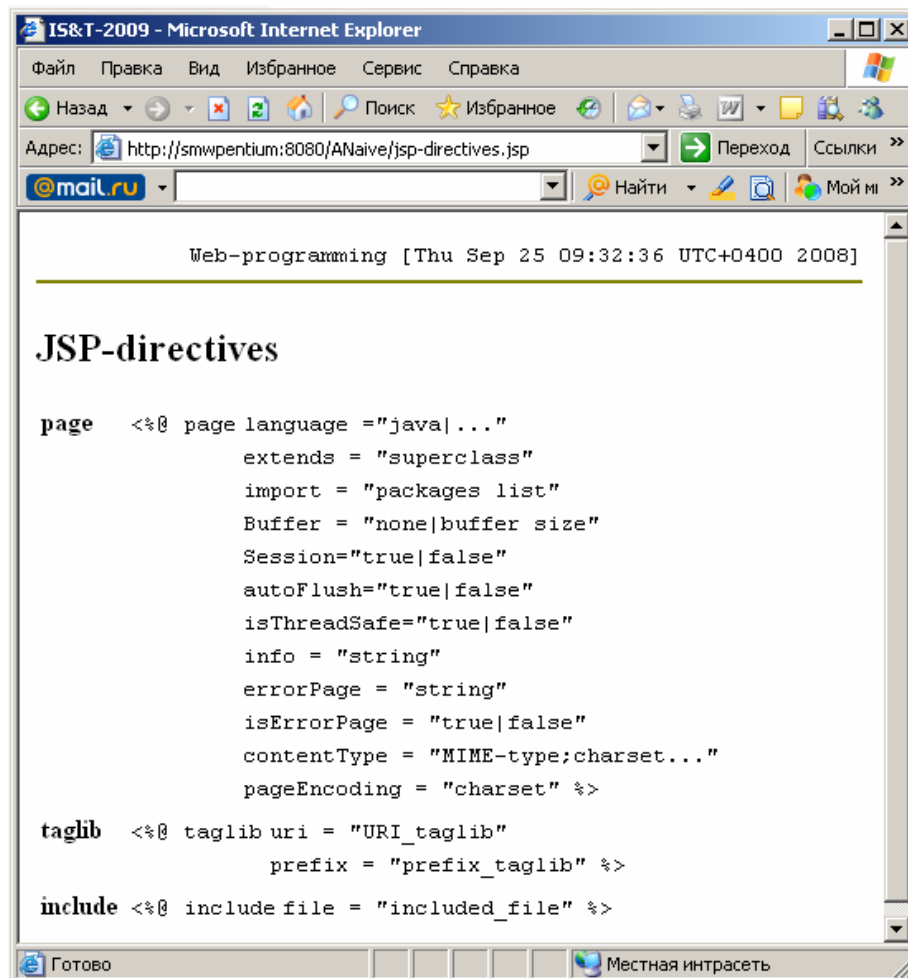 IS&T-2009 - Microsoft Internet Explorer
Файл Правка Вид Избранное Сервис Справка
Назад Поиск Избранное
Адрес: http://smwpentium:8080/ANaive/jsp-directives.jsp Переход Ссылки »
@mail.ru Найти Мой »
Web-programming [Thu Sep 25 09:32:36 UTC+0400 2008]
JSP-directives
page <%@ page language ="java|..."
extends = "superclass"
import = "packages list"
Buffer = "none|buffer size"
Session="true|false"
autoFlush="true|false"
isThreadSafe="true|false"
info = "string"
errorPage = "string"
isErrorPage = "true|false"
contentType = "MIME-type;charset..."
pageEncoding = "charset" %>
taglib <%@ taglib uri = "URI_taglib"
prefix = "prefix_taglib" %>
include <%@ include file = "included_file" %>
Готово Местная интрасеть